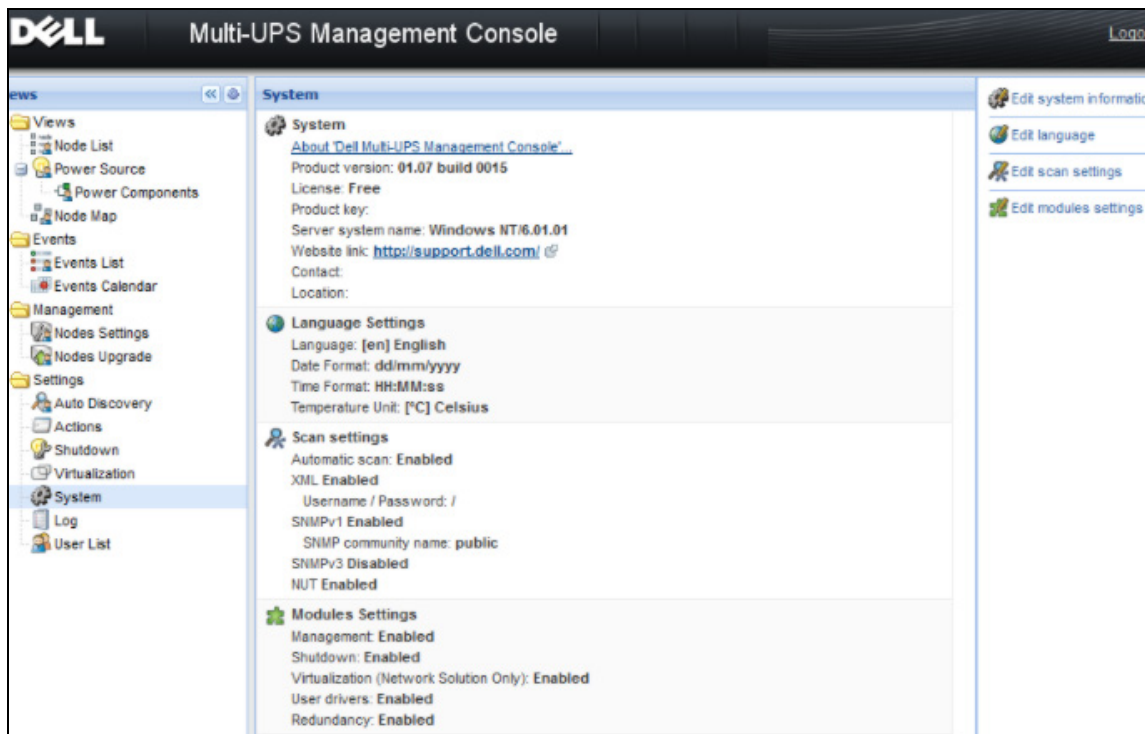 DELL
Multi-UPS Management Console
Logo
ews
Views
Node List
Power Source
Power Components
Node Map
Events
Events List
Events Calendar
Management
Nodes Settings
Nodes Upgrade
Settings
Auto Discovery
Actions
Shutdown
Virtualization
System
Log
User List
System
System
About 'Dell Multi-UPS Management Console'...
Product version: 01.07 build 0015
License: Free
Product key:
Server system name: Windows NT/6.01.01
Website link: http://support.dell.com/
Contact:
Location:
Language Settings
Language: [en] English
Date Format: dd/mm/yyyy
Time Format: HH:MM:ss
Temperature Unit: [°C] Celsius
Scan settings
Automatic scan: Enabled
XML Enabled
Username / Password: /
SNMPv1 Enabled
SNMP community name: public
SNMPv3 Disabled
NUT Enabled
Modules Settings
Management: Enabled
Shutdown: Enabled
Virtualization (Network Solution Only): Enabled
User drivers: Enabled
Redundancy: Enabled
Edit system informatio
Edit language
Edit scan settings
Edit modules settings